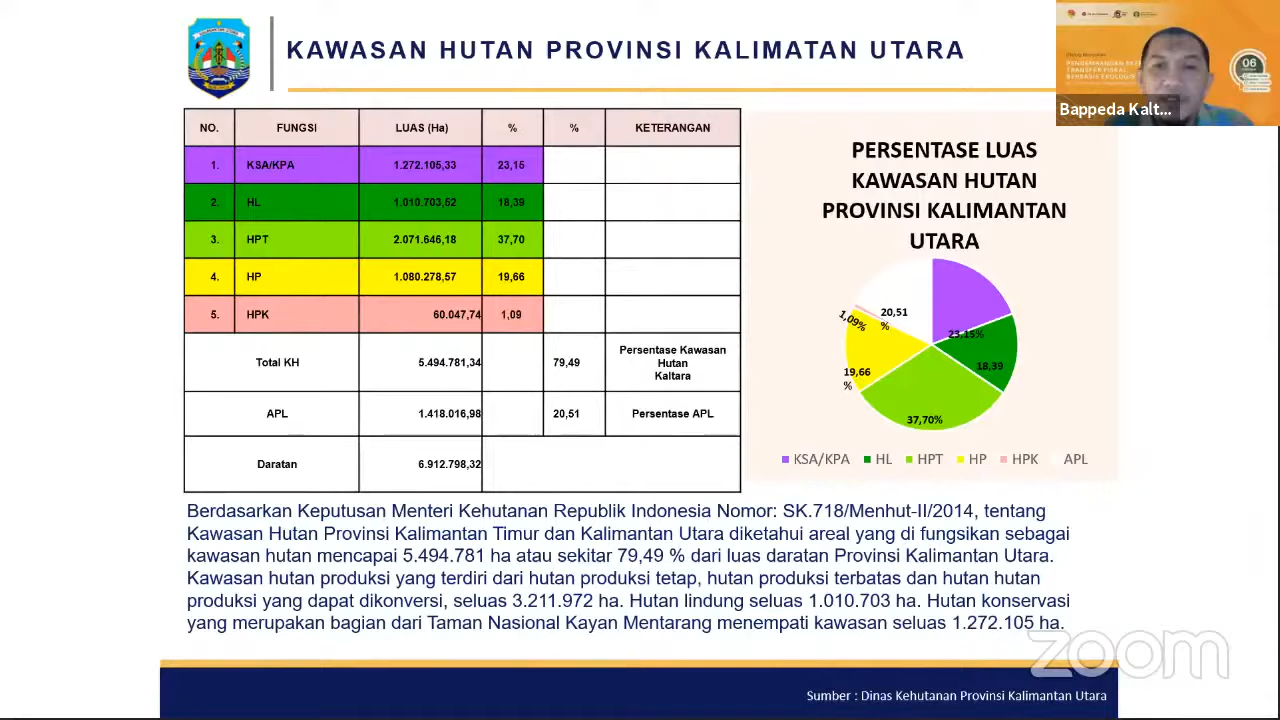 KAWASAN HUTAN PROVINSI KALIMATAN UTARA
NO. FUNGSI LUAS (Ha) % % KETERANGAN
1. KSA/KPA 1.272.105,33 23,15
2. HL 1.010.703,52 18,39
3. HPT 2.071.646,18 37,70
4. HP 1.080.278,57 19,66
5. HPK 60.047,74 1,09
Total KH 5.494.781,34 79,49 Persentase Kawasan
Hutan
Kaltara
APL 1.418.016,98 20,51 Persentase APL
Daratan 6.912.798,32
PERSENTASE LUAS
KAWASAN HUTAN
PROVINSI KALIMANTAN
UTARA
20,51
%
1,09%
23,15%
19,66
%
18,39
37,70%
KSA/KPA HL HPT HP HPK APL
Berdasarkan Keputusan Menteri Kehutanan Republik Indonesia Nomor: SK.718/Menhut-II/2014, tentang
Kawasan Hutan Provinsi Kalimantan Timur dan Kalimantan Utara diketahui areal yang di fungsikan sebagai
kawasan hutan mencapai 5.494.781 ha atau sekitar 79,49 % dari luas daratan Provinsi Kalimantan Utara.
Kawasan hutan produksi yang terdiri dari hutan produksi tetap, hutan produksi terbatas dan hutan hutan
produksi yang dapat dikonversi, seluas 3.211.972 ha. Hutan lindung seluas 1.010.703 ha. Hutan konservasi
yang merupakan bagian dari Taman Nasional Kayan Mentarang menempati kawasan seluas 1.272.105 ha.
Sumber : Dinas Kehutanan Provinsi Kalimantan Utara
PENGEMBANGAN
TRANSFER FISKAL
BERBASIS EKOLOGI
06
Bappeda Kalt...
zoom